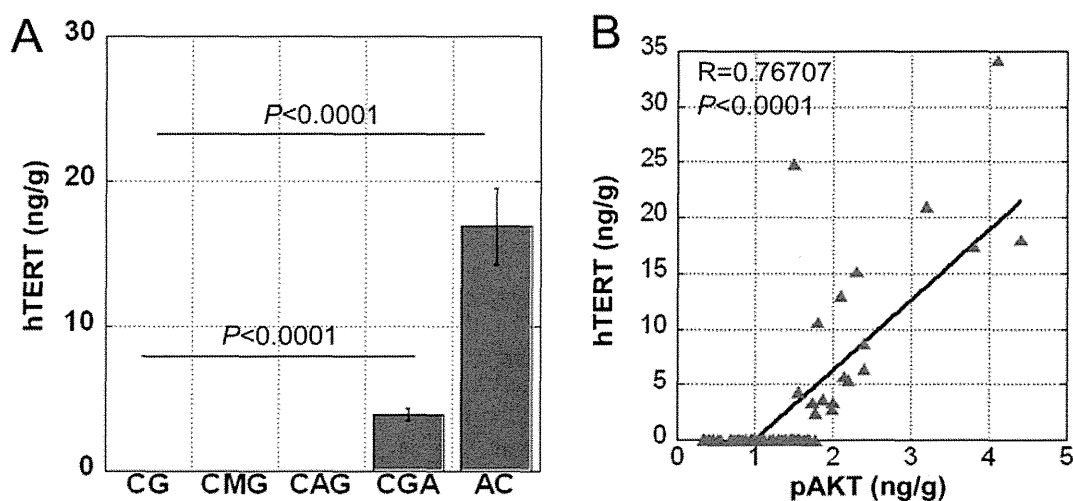 A
30
20
10
0
hTERT (ng/g)
P<0.0001
P<0.0001
CG CMG CAG CGA AC
B
35
30
25
20
15
10
5
0
hTERT (ng/g)
R=0.76707
P<0.0001
0 1 2 3 4 5
pAKT (ng/g)